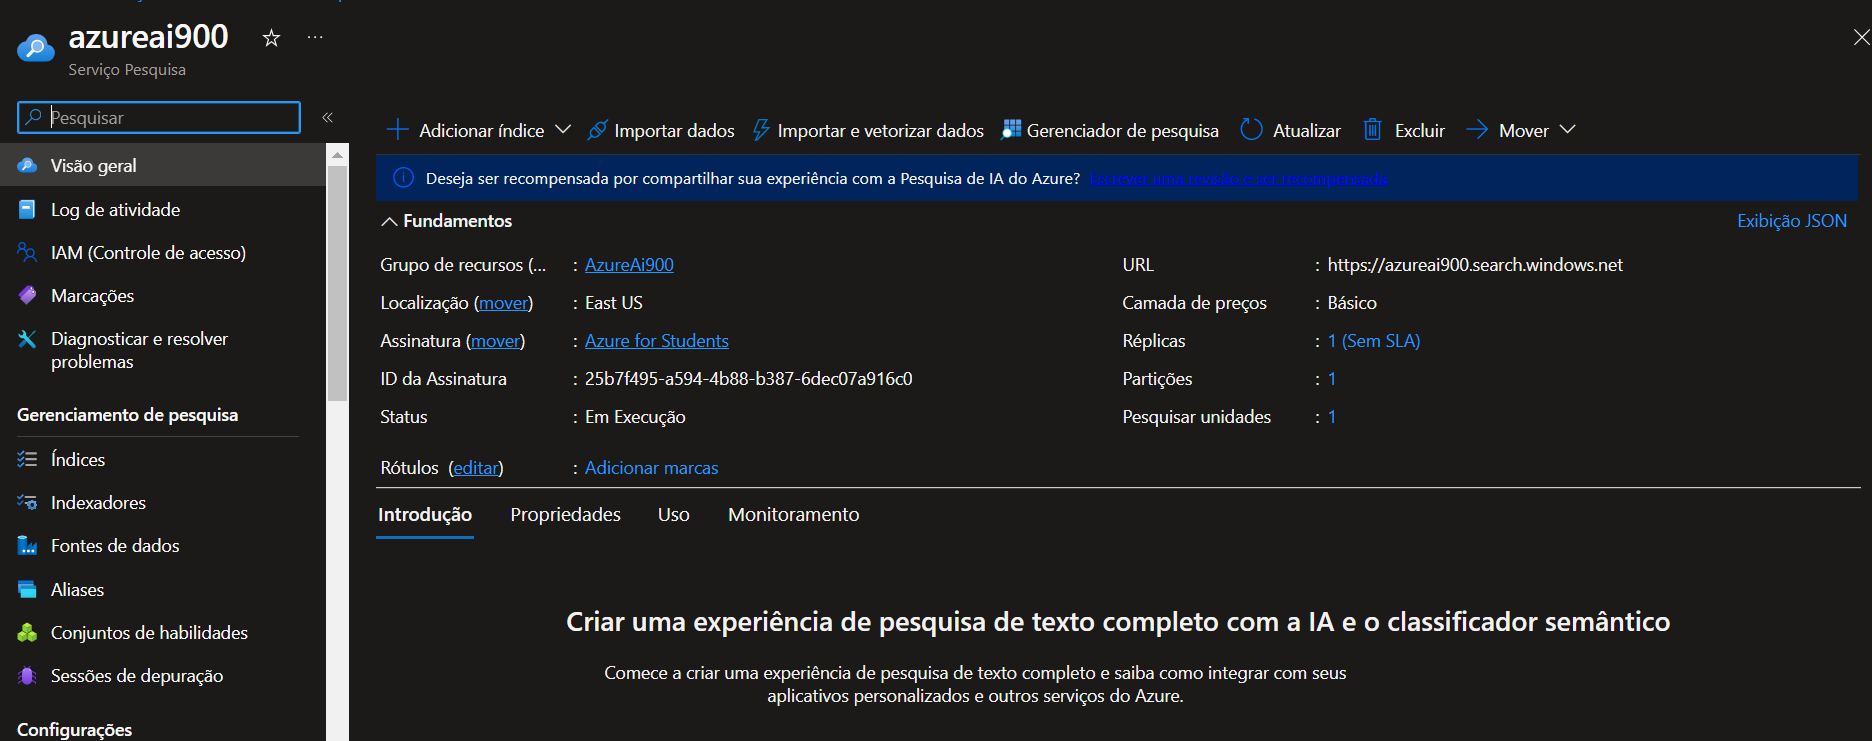 azureai900
Serviço Pesquisa
Pesquisar
Visão geral
Log de atividade
IAM (Controle de acesso)
Marcações
Diagnosticar e resolver
problemas
Gerenciamento de pesquisa
Índices
Indexadores
Fontes de dados
Aliases
Conjuntos de habilidades
Sessões de depuração
Configurações
Adicionar índice Importar dados Importar e vetorizar dados Gerenciador de pesquisa Atualizar Excluir Mover
Deseja ser recompensada por compartilhar sua experiência com a Pesquisa de IA do Azure? Escrever uma revisão e ser recompensado.
Fundamentos
Exibição JSON
Grupo de recursos (... : AzureAi900
Localização (mover) : East US
Assinatura (mover) : Azure for Students
ID da Assinatura : 25b7f495-a594-4b88-b387-6dec07a916c0
Status : Em Execução
Rótulos (editar) : Adicionar marcas
URL : https://azureai900.search.windows.net
Camada de preços : Básico
Réplicas : 1 (Sem SLA)
Partições : 1
Pesquisar unidades : 1
Introdução Propriedades Uso Monitoramento
Criar uma experiência de pesquisa de texto completo com a IA e o classificador semântico
Comece a criar uma experiência de pesquisa de texto completo e saiba como integrar com seus
aplicativos personalizados e outros serviços do Azure.